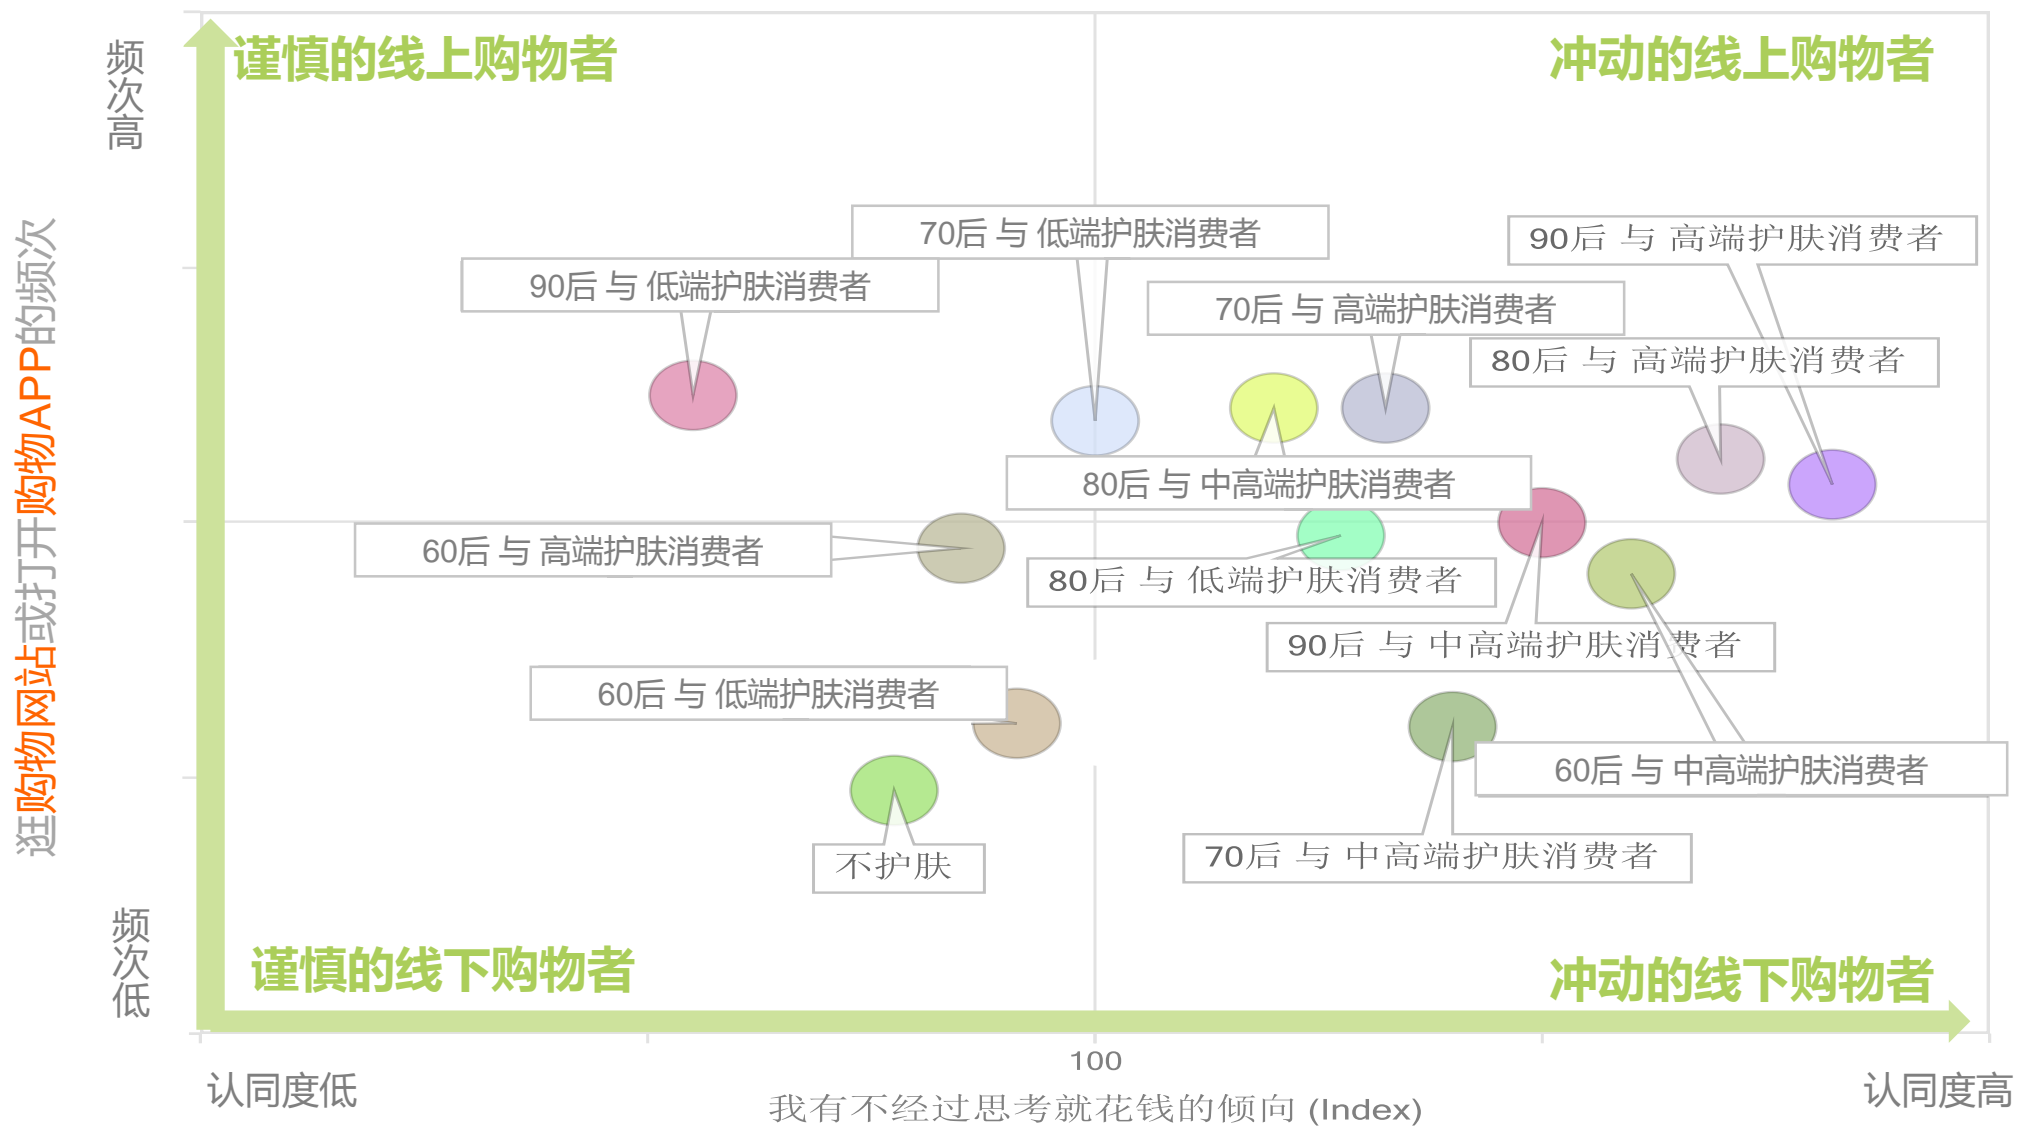 谨慎的线上购物者
冲动的线上购物者
频次高
70后 与 低端护肤消费者
90后 与 高端护肤消费者
90后 与 低端护肤消费者
70后 与 高端护肤消费者
80后 与 高端护肤消费者
逛购物网站或打开购物APP的频次
80后 与 中高端护肤消费者
60后 与 高端护肤消费者
80后 与 低端护肤消费者
90后 与 中高端护肤消费者
60后 与 低端护肤消费者
60后 与 中高端护肤消费者
不护肤
70后 与 中高端护肤消费者
频次低
谨慎的线下购物者
冲动的线下购物者
100
认同度低
认同度高
我有不经过思考就花钱的倾向 (Index)